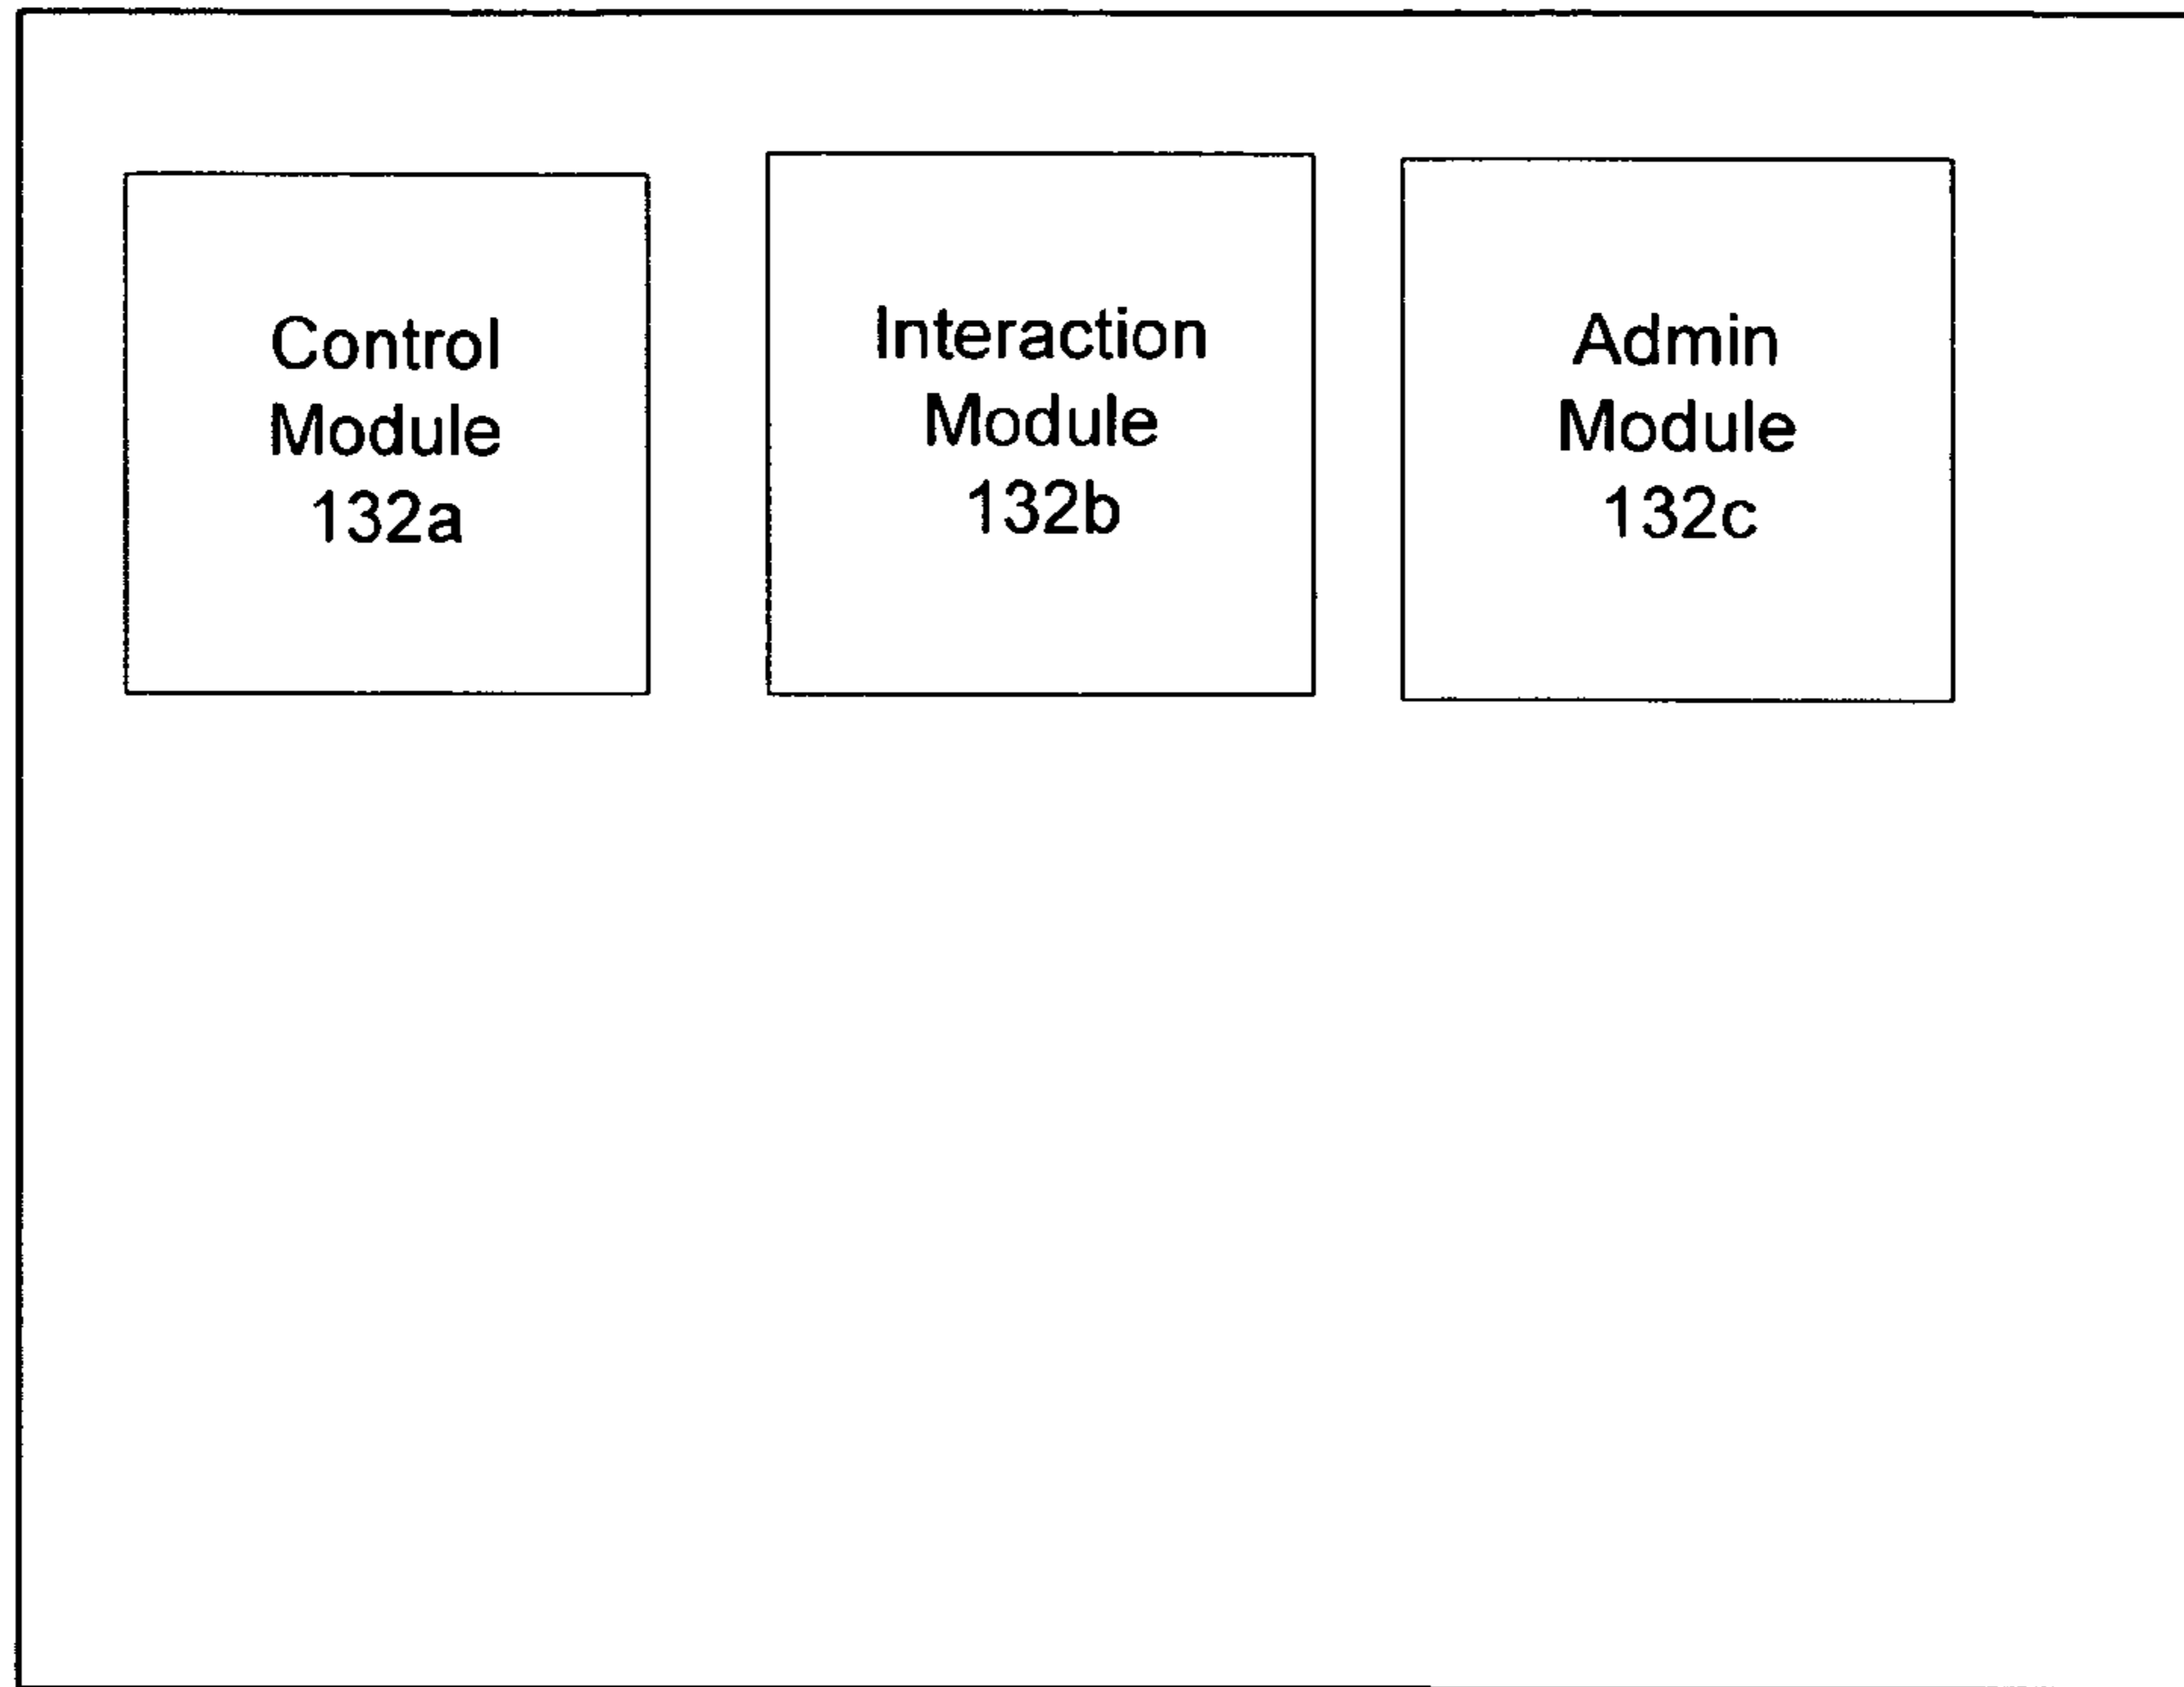 Control
Module
132a
Interaction
Module
132b
Admin
Module
132c